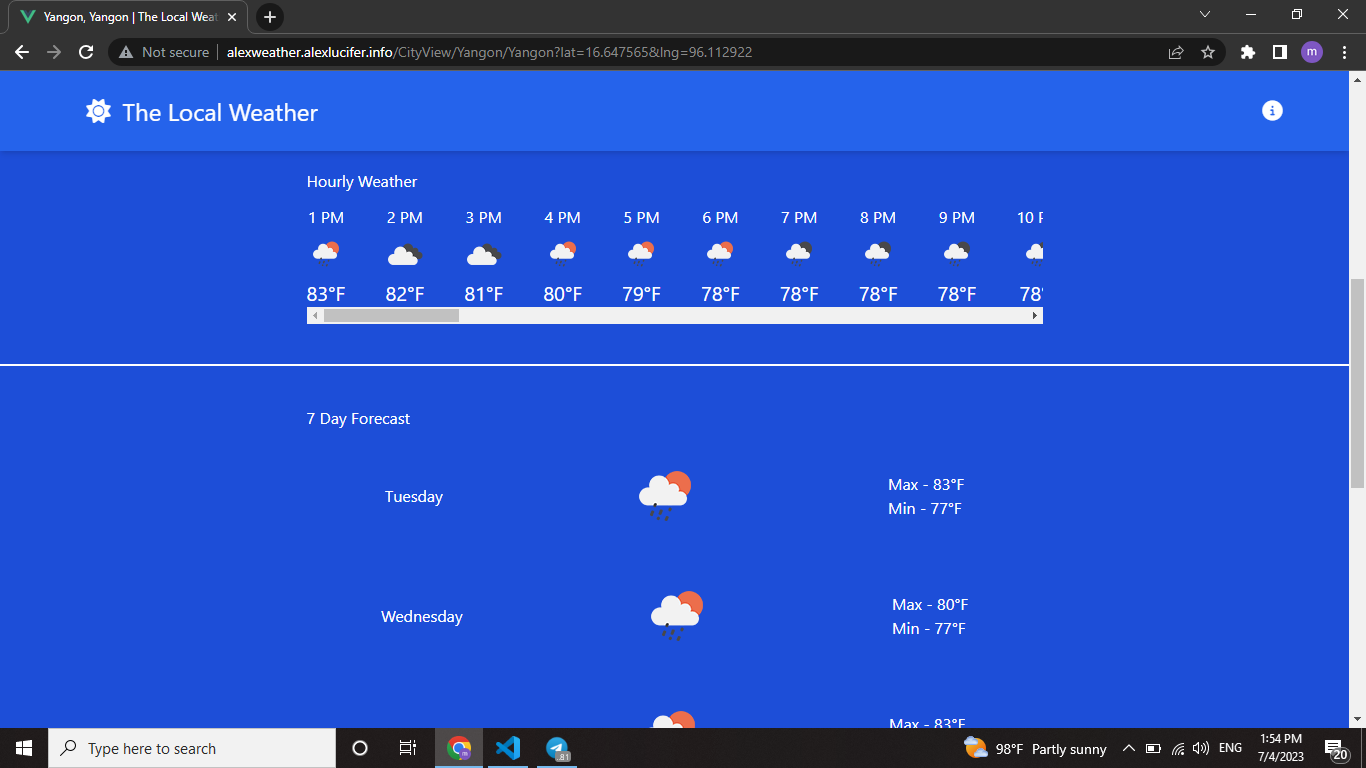 Yangon, Yangon | The Local Weat
Not secure
alexweather.alexlucifer.info/CityView/Yangon/Yangon?lat=16.647565&lng=96.112922
m
The Local Weather
Hourly Weather
1 PM 2 PM 3 PM 4 PM 5 PM 6 PM 7 PM 8 PM 9 PM 10 P
83°F 82°F 81°F 80°F 79°F 78°F 78°F 78°F 78°F 78°
7 Day Forecast
Tuesday
Max - 83°F
Min - 77°F
Wednesday
Max - 80°F
Min - 77°F
Max - 83°F
Type here to search
.81
98°F Partly sunny
ENG
1:54 PM
7/4/2023
20